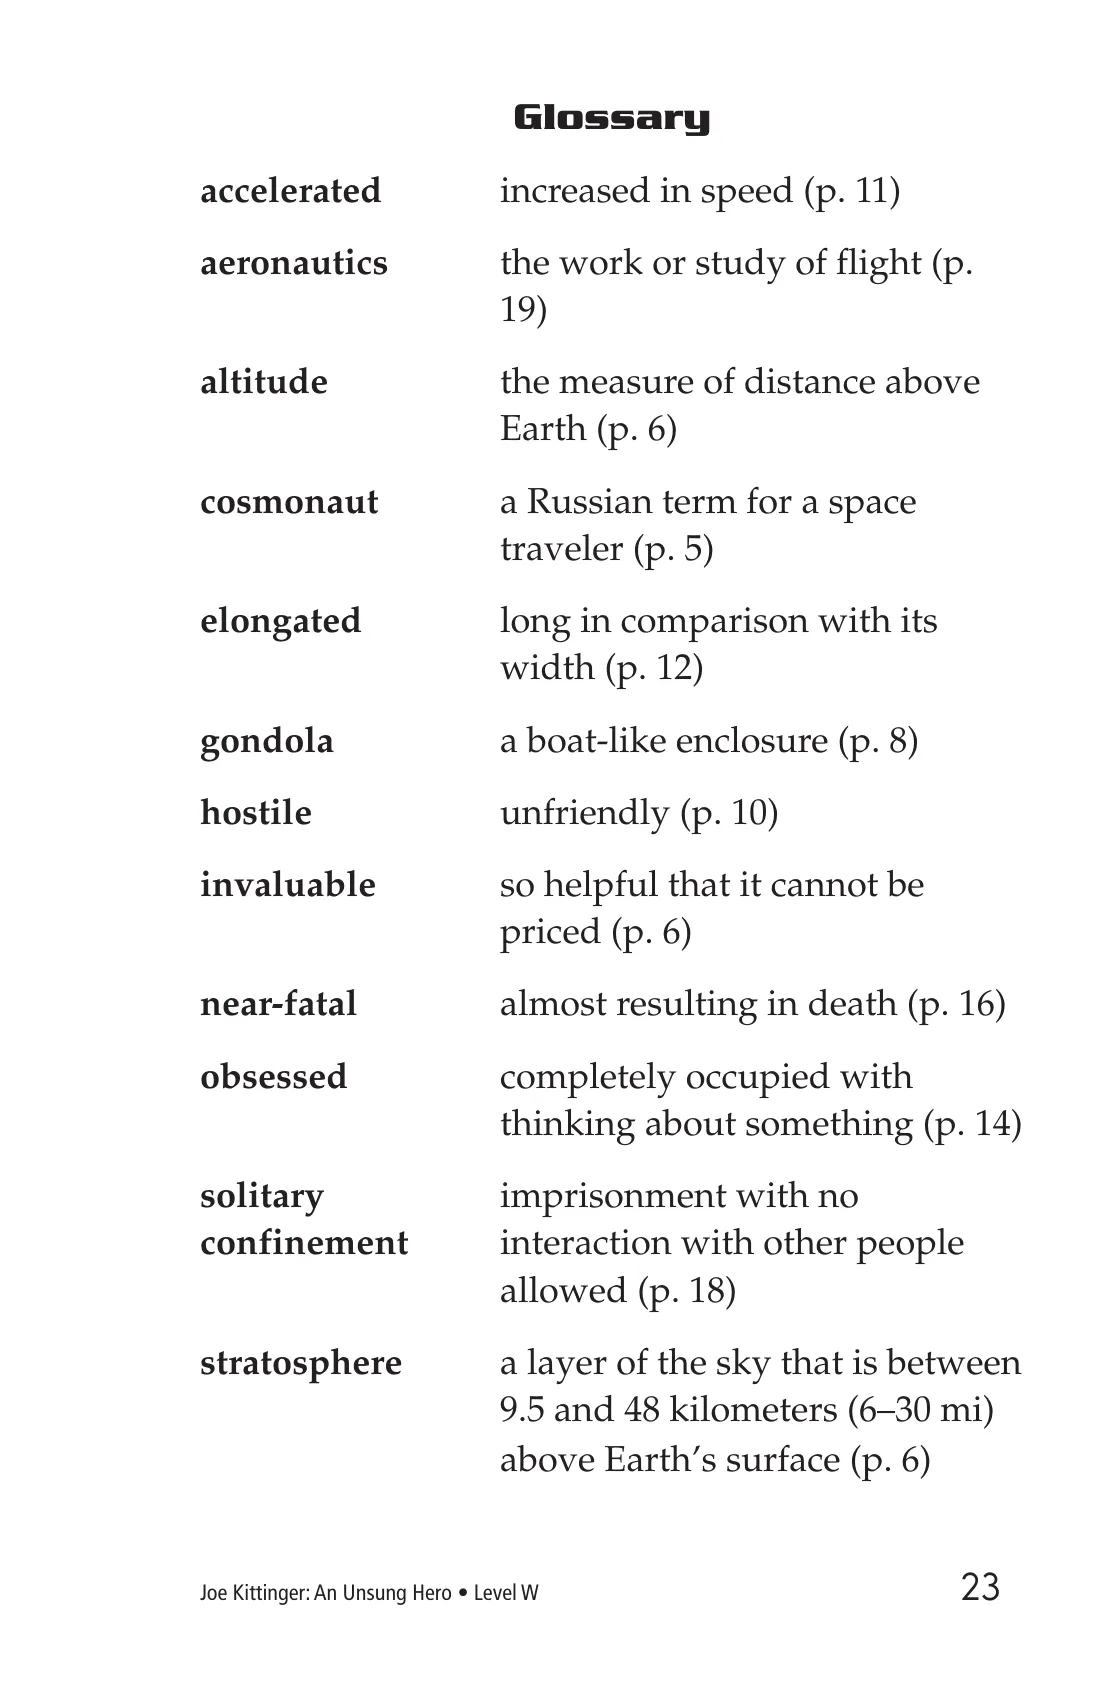 Glossary
accelerated increased in speed (p. 11)
aeronautics the work or study of flight (p.
19)
altitude the measure of distance above
Earth (p. 6)
cosmonaut a Russian term for a space
traveler (p. 5)
elongated long in comparison with its
width (p. 12)
gondola a boat-like enclosure (p. 8)
hostile unfriendly (p. 10)
invaluable so helpful that it cannot be
priced (p. 6)
near-fatal almost resulting in death (p. 16)
obsessed completely occupied with
thinking about something (p. 14)
solitary imprisonment with no
confinement interaction with other people
allowed (p. 18)
stratosphere a layer of the sky that is between
9.5 and 48 kilometers (6–30 mi)
above Earth’s surface (p. 6)
Joe Kittinger: An Unsung Hero • Level W 23